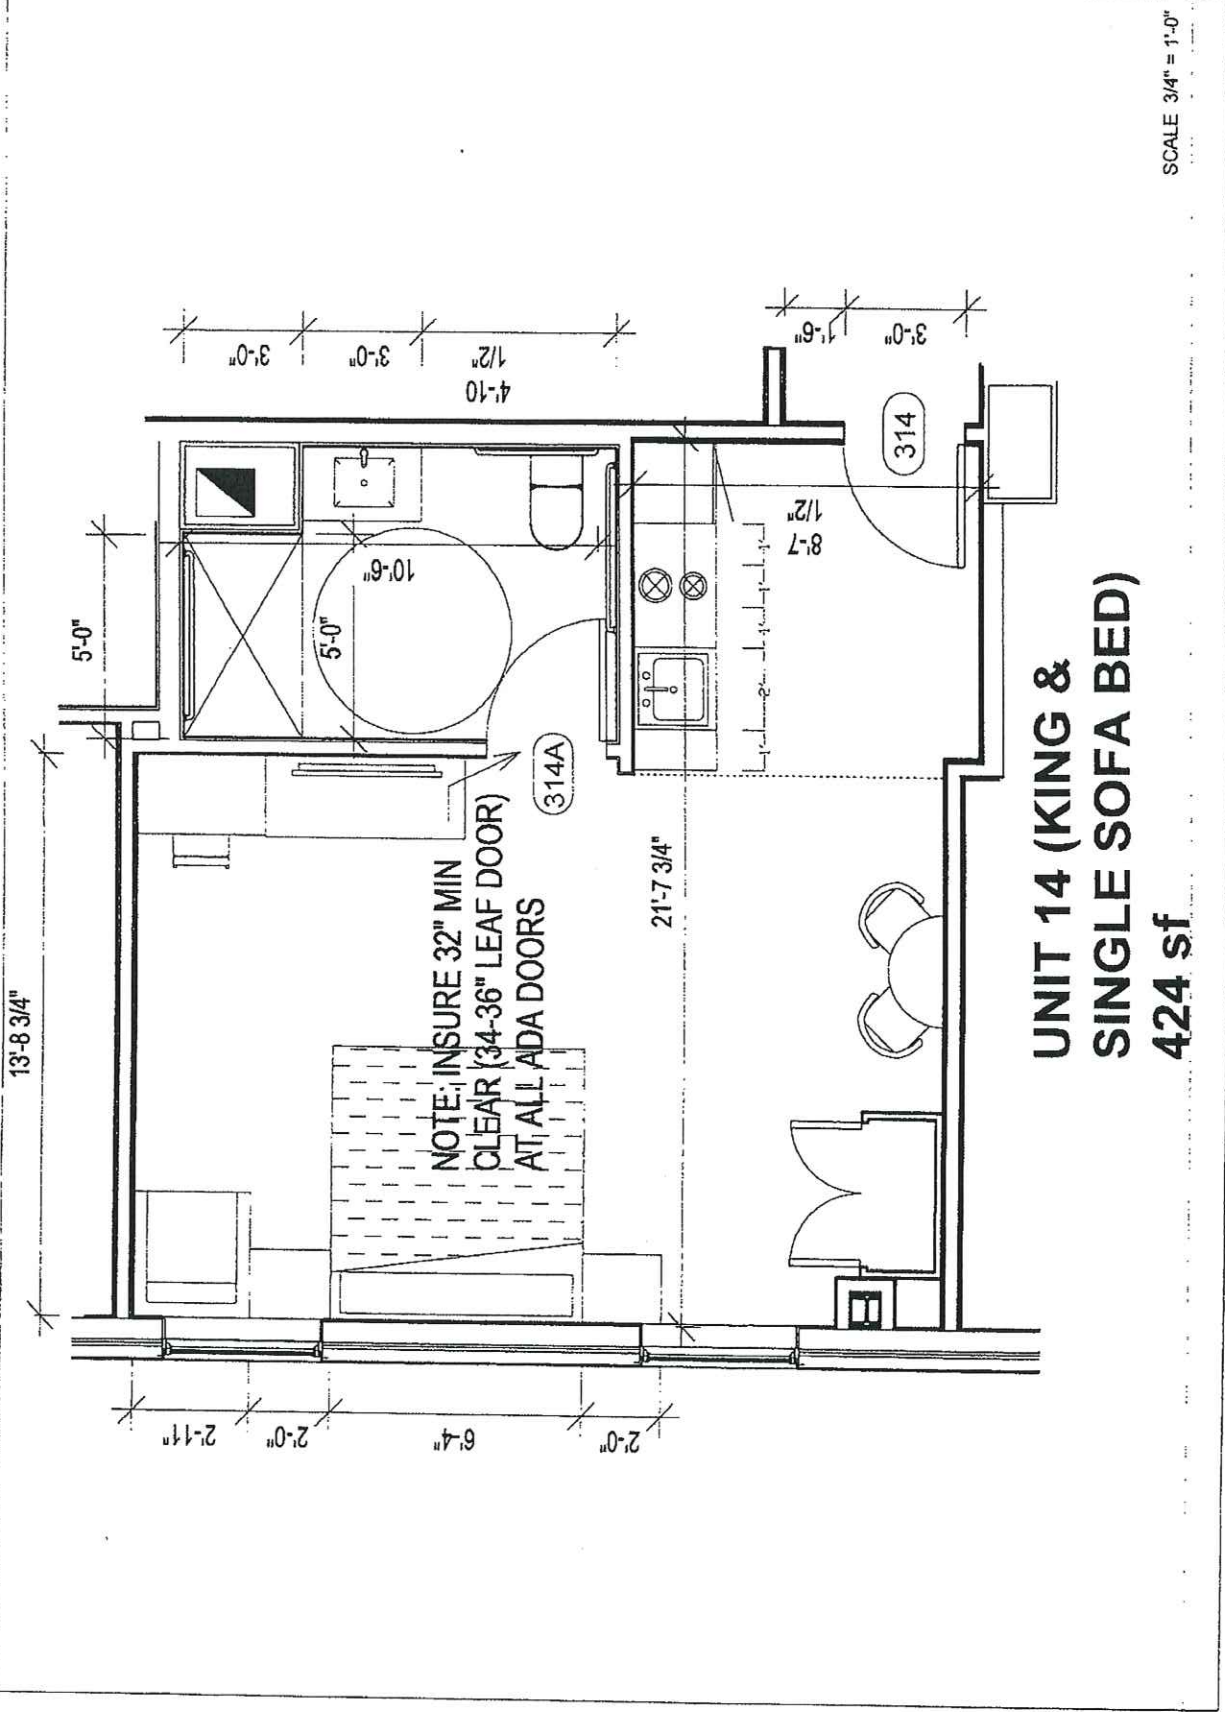 SCALE 3/4" = 1'-0"
13'-8 3/4"
5'-0"
3'-0"
3'-0"
4'-10
1/2"
1'-6"
3'-0"
10'-6"
5'-0"
314
8'-7
1/2"
314A
NOTE: INSURE 32" MIN
CLEAR (34-36" LEAF DOOR)
AT ALL ADA DOORS
21'-7 3/4"
2'-11"
2'-0"
6'-4"
2'-0"
UNIT 14 (KING &
SINGLE SOFA BED)
424 sf